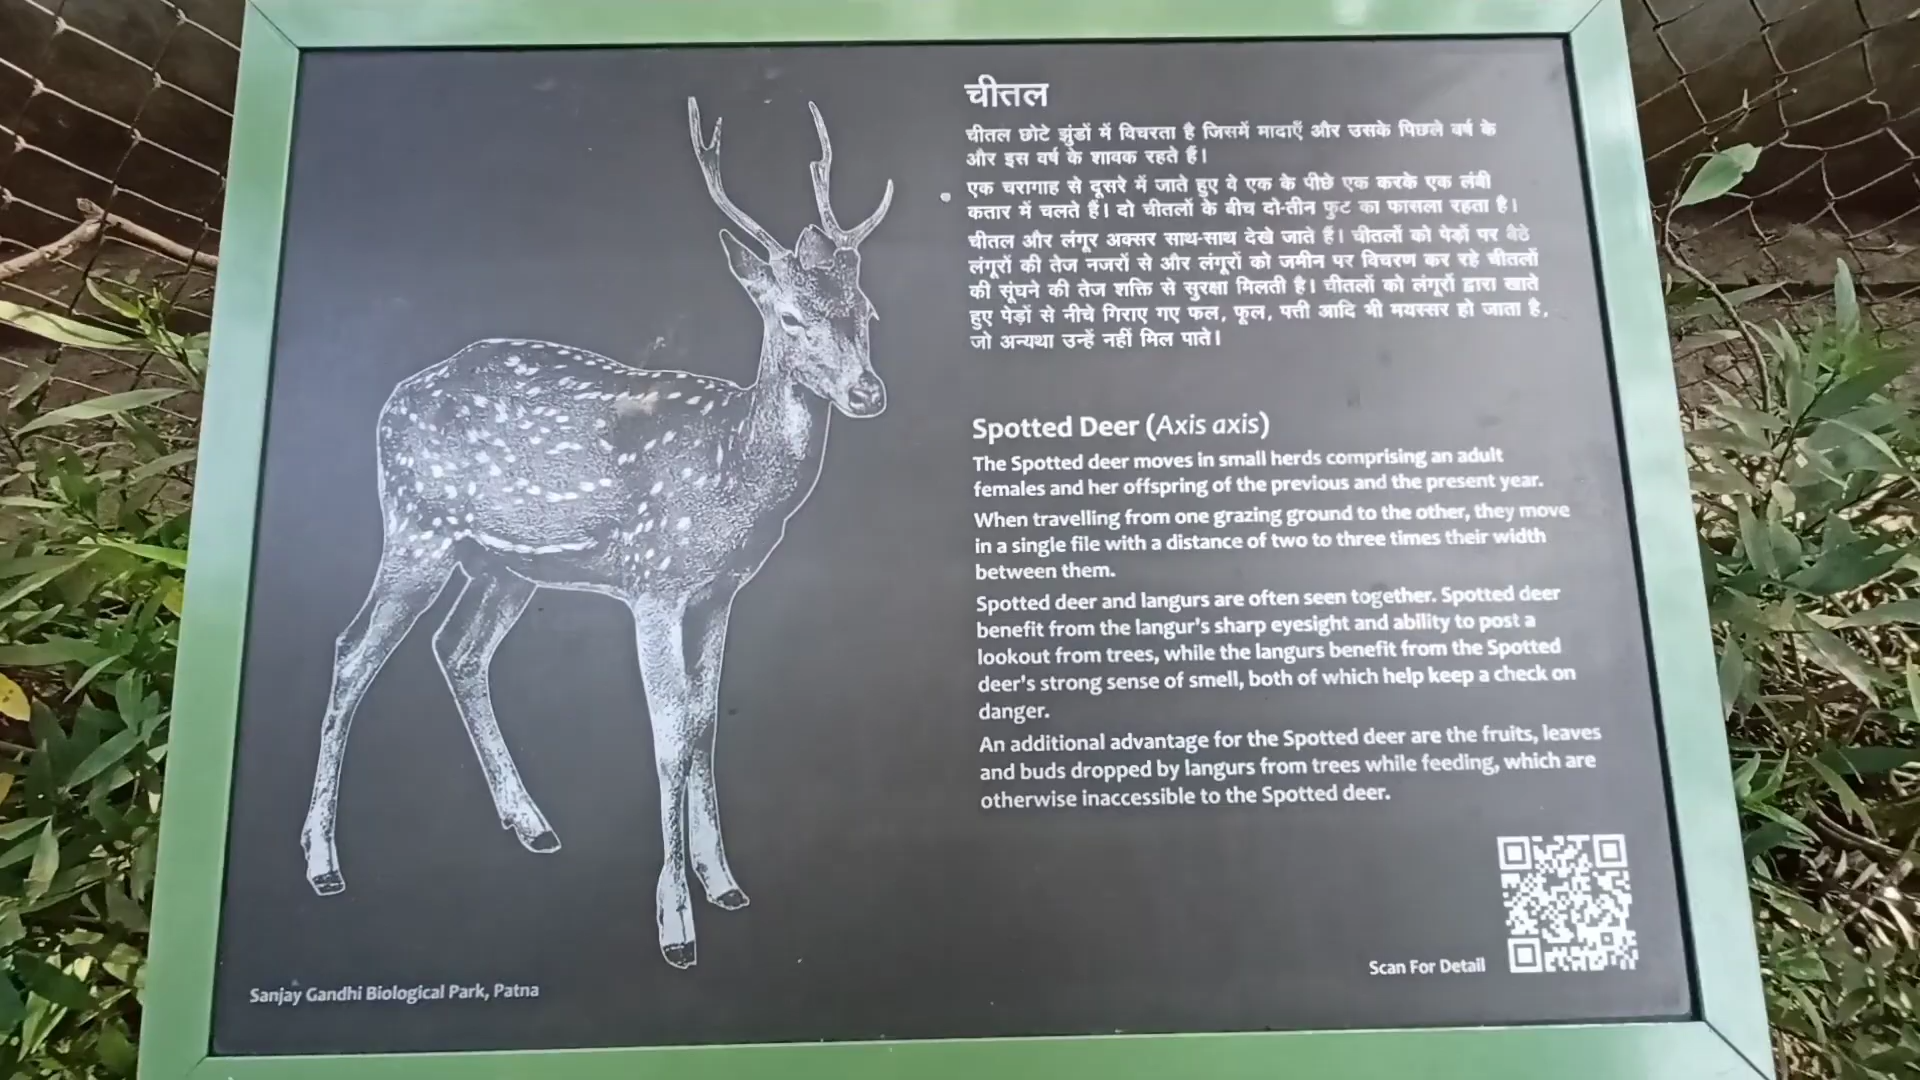 चीतल
चीतल छोटे झुंडों में विचरता है जिसमें मादाएँ और उसके पिछले वर्ष के
और इस वर्ष के शावक रहते हैं।
एक चरागाह से दूसरे में जाते हुए वे एक के पीछे एक करके एक लंबी
कतार में चलते हैं। दो चीतलों के बीच दो-तीन फुट का फासला रहता है।
चीतल और लंगूर अक्सर साथ-साथ देखे जाते हैं। चीतलों को पेड़ों पर बैठे
लंगूरों की तेज नजरों से और लंगूरों को जमीन पर विचरण कर रहे चीतलों
की सूंघने की तेज शक्ति से सुरक्षा मिलती है। चीतलों को लंगूरों द्वारा खाते
हुए पेड़ों से नीचे गिराए गए फल, फूल, पत्ती आदि भी मयस्सर हो जाता है,
जो अन्यथा उन्हें नहीं मिल पाते।
Spotted Deer (Axis axis)
The Spotted deer moves in small herds comprising an adult
females and her offspring of the previous and the present year.
When travelling from one grazing ground to the other, they move
in a single file with a distance of two to three times their width
between them.
Spotted deer and langurs are often seen together. Spotted deer
benefit from the langur's sharp eyesight and ability to post a
lookout from trees, while the langurs benefit from the Spotted
deer's strong sense of smell, both of which help keep a check on
danger.
An additional advantage for the Spotted deer are the fruits, leaves
and buds dropped by langurs from trees while feeding, which are
otherwise inaccessible to the Spotted deer.
Scan For Detail
Sanjay Gandhi Biological Park, Patna